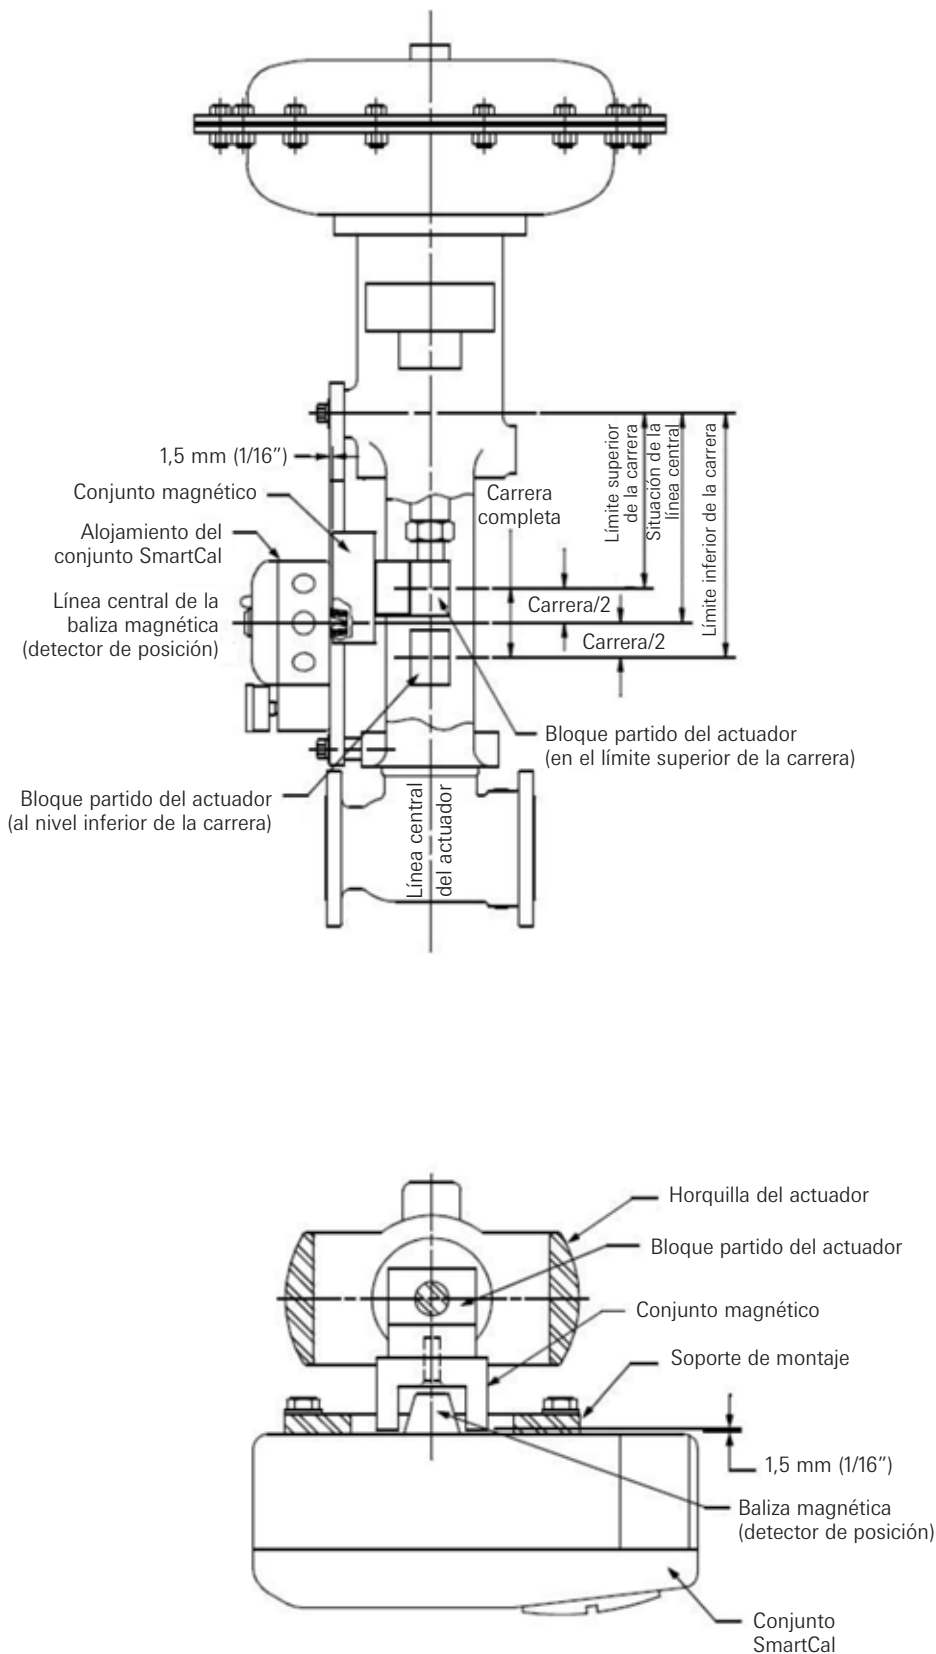 1,5 mm (1/16”)
Conjunto magnético
Alojamiento del
conjunto SmartCal
Línea central de la
baliza magnética
(detector de posición)
Carrera
completa
Límite superior
de la carrera
Situación de la
línea central
Límite inferior de la carrera
Carrera/2
Carrera/2
Bloque partido del actuador
(en el límite superior de la carrera)
Bloque partido del actuador
(al nivel inferior de la carrera)
Línea central
del actuador
Horquilla del actuador
Bloque partido del actuador
Conjunto magnético
Soporte de montaje
1,5 mm (1/16”)
Baliza magnética
(detector de posición)
Conjunto
SmartCal